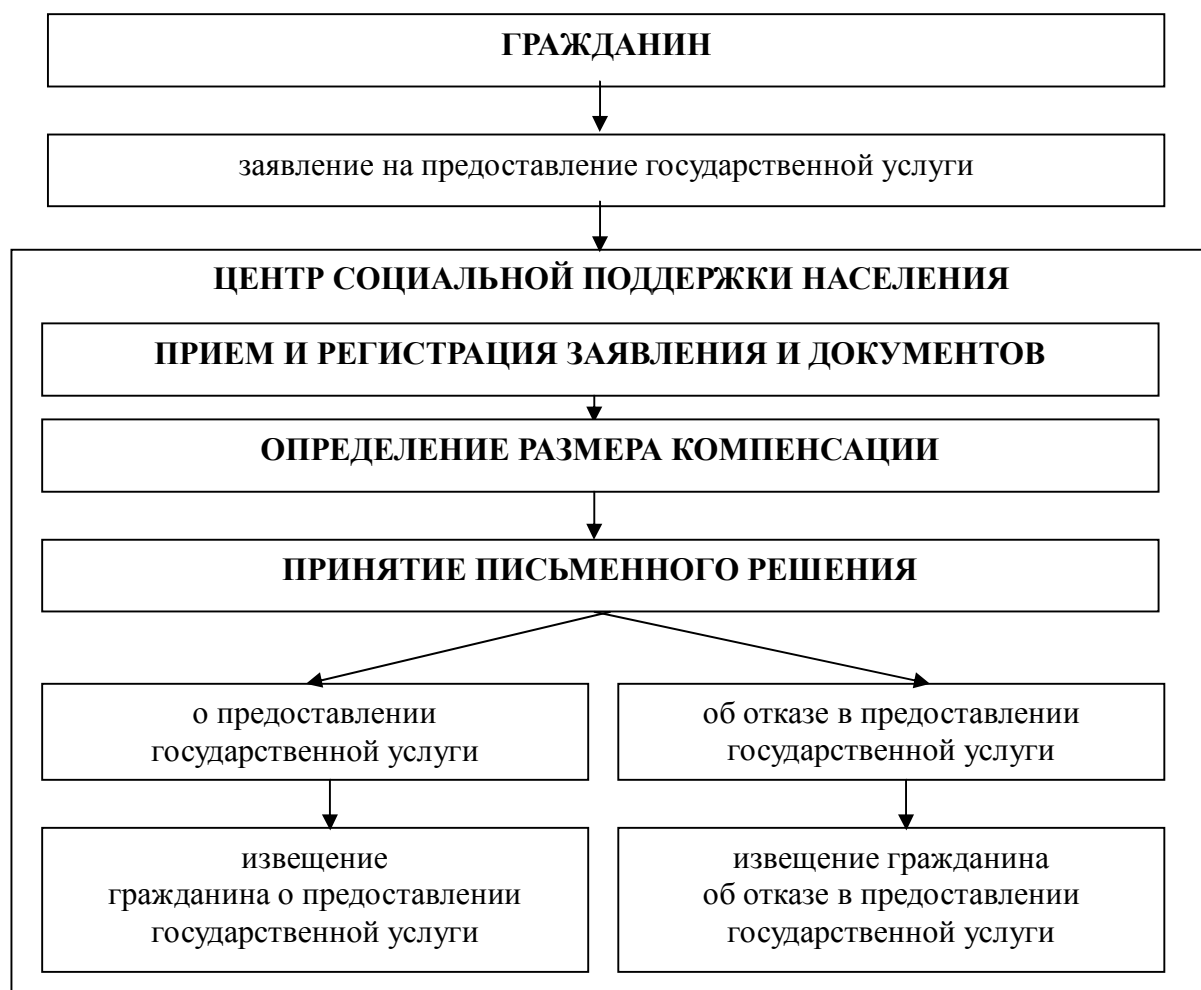 ГРАЖДАНИН
заявление на предоставление государственной услуги
ЦЕНТР СОЦИАЛЬНОЙ ПОДДЕРЖКИ НАСЕЛЕНИЯ
ПРИЕМ И РЕГИСТРАЦИЯ ЗАЯВЛЕНИЯ И ДОКУМЕНТОВ
ОПРЕДЕЛЕНИЕ РАЗМЕРА КОМПЕНСАЦИИ
ПРИНЯТИЕ ПИСЬМЕННОГО РЕШЕНИЯ
о предоставлении
государственной услуги
об отказе в предоставлении
государственной услуги
извещение
гражданина о предоставлении
государственной услуги
извещение гражданина
об отказе в предоставлении
государственной услуги